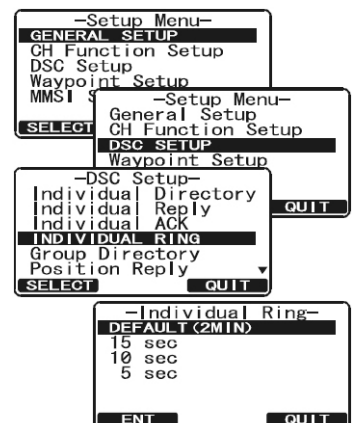 –Setup Menu–
GENERAL SETUP
CH Function Setup
DSC Setup
Waypoint Setup
MMSI S
SELECT
–Setup Menu–
General Setup
CH Function Setup
DSC SETUP
Waypoint Setup
QUIT
–DSC Setup–
Individual Directory
Individual Reply
Individual ACK
INDIVIDUAL RING
Group Directory
Position Reply
SELECT QUIT
–Individual Ring–
DEFAULT(2MIN)
15 sec
10 sec
5 sec
ENT QUIT